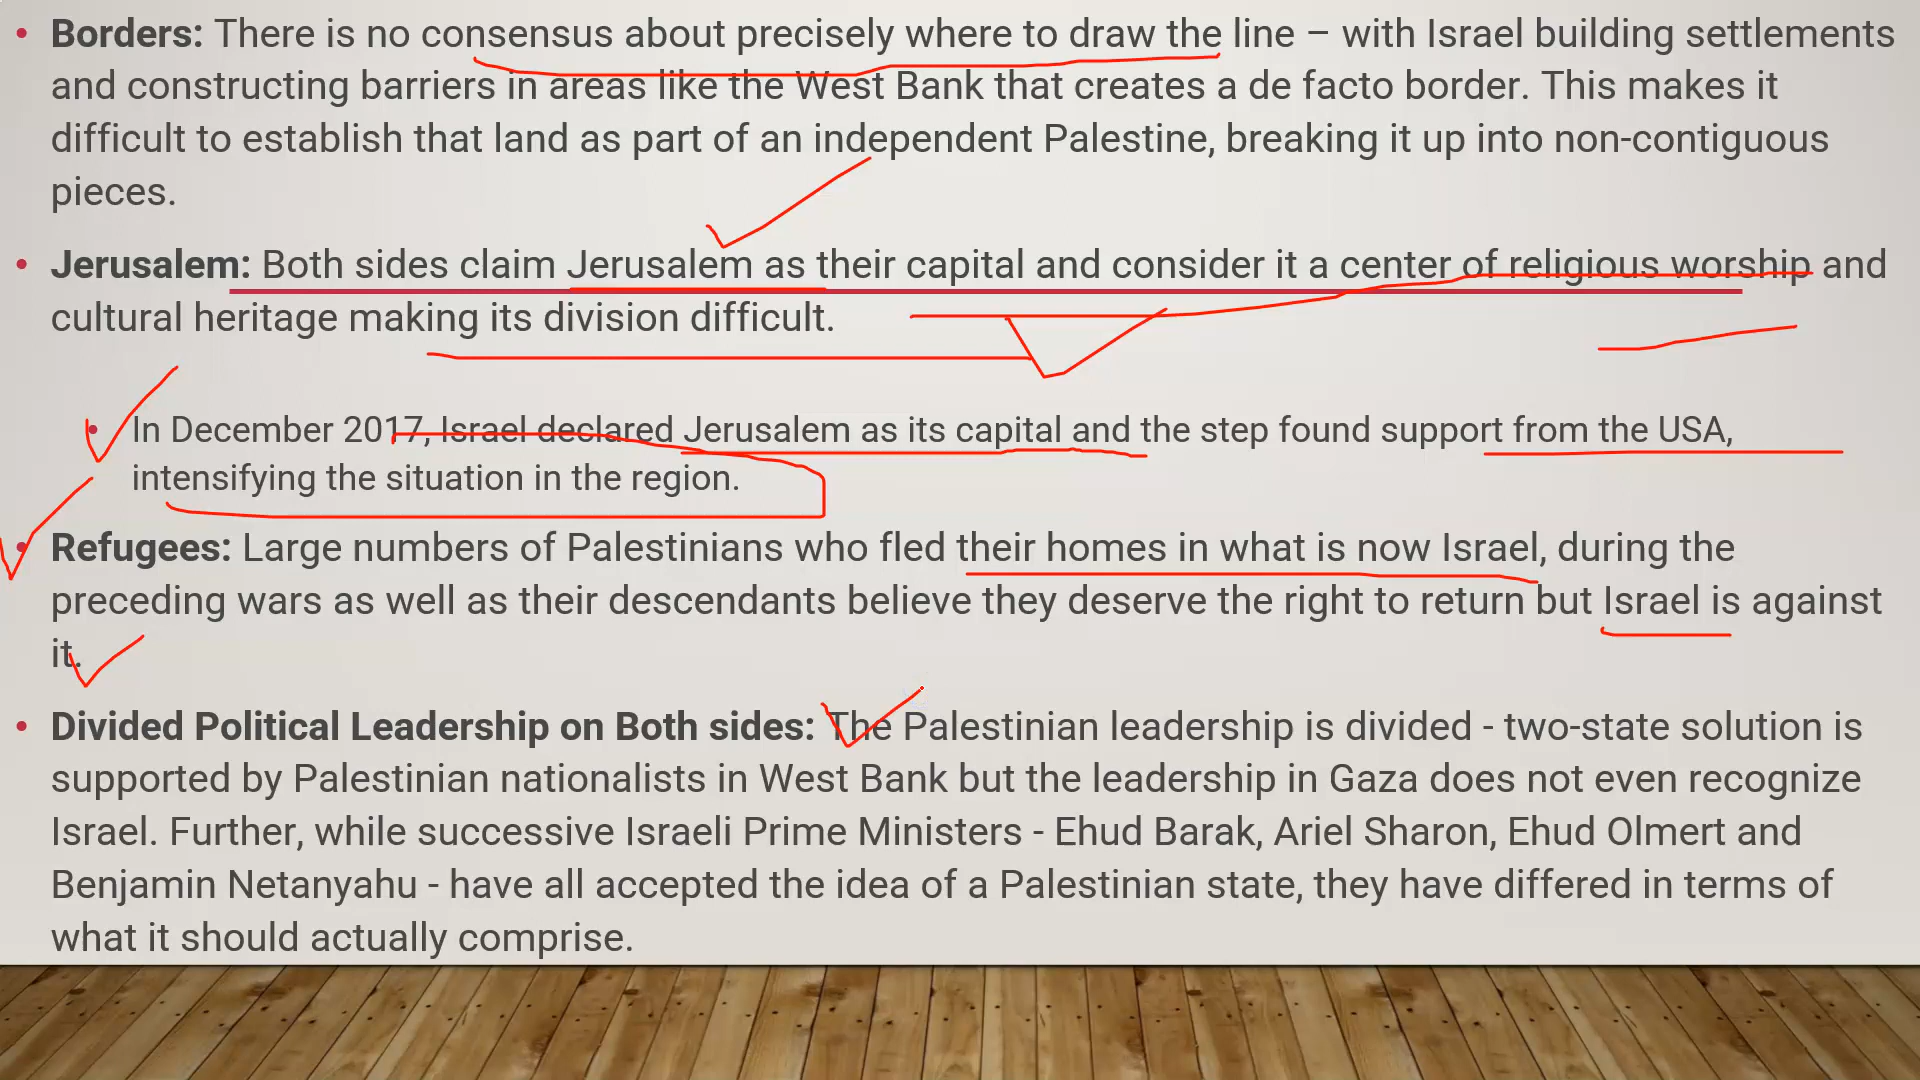 • Borders: There is no consensus about precisely where to draw the line – with Israel building settlements
and constructing barriers in areas like the West Bank that creates a de facto border. This makes it
difficult to establish that land as part of an independent Palestine, breaking it up into non-contiguous
pieces.
• Jerusalem: Both sides claim Jerusalem as their capital and consider it a center of religious worship and
cultural heritage making its division difficult.
• In December 2017, Israel declared Jerusalem as its capital and the step found support from the USA,
intensifying the situation in the region.
• Refugees: Large numbers of Palestinians who fled their homes in what is now Israel, during the
preceding wars as well as their descendants believe they deserve the right to return but Israel is against
it.
• Divided Political Leadership on Both sides: The Palestinian leadership is divided - two-state solution is
supported by Palestinian nationalists in West Bank but the leadership in Gaza does not even recognize
Israel. Further, while successive Israeli Prime Ministers - Ehud Barak, Ariel Sharon, Ehud Olmert and
Benjamin Netanyahu - have all accepted the idea of a Palestinian state, they have differed in terms of
what it should actually comprise.